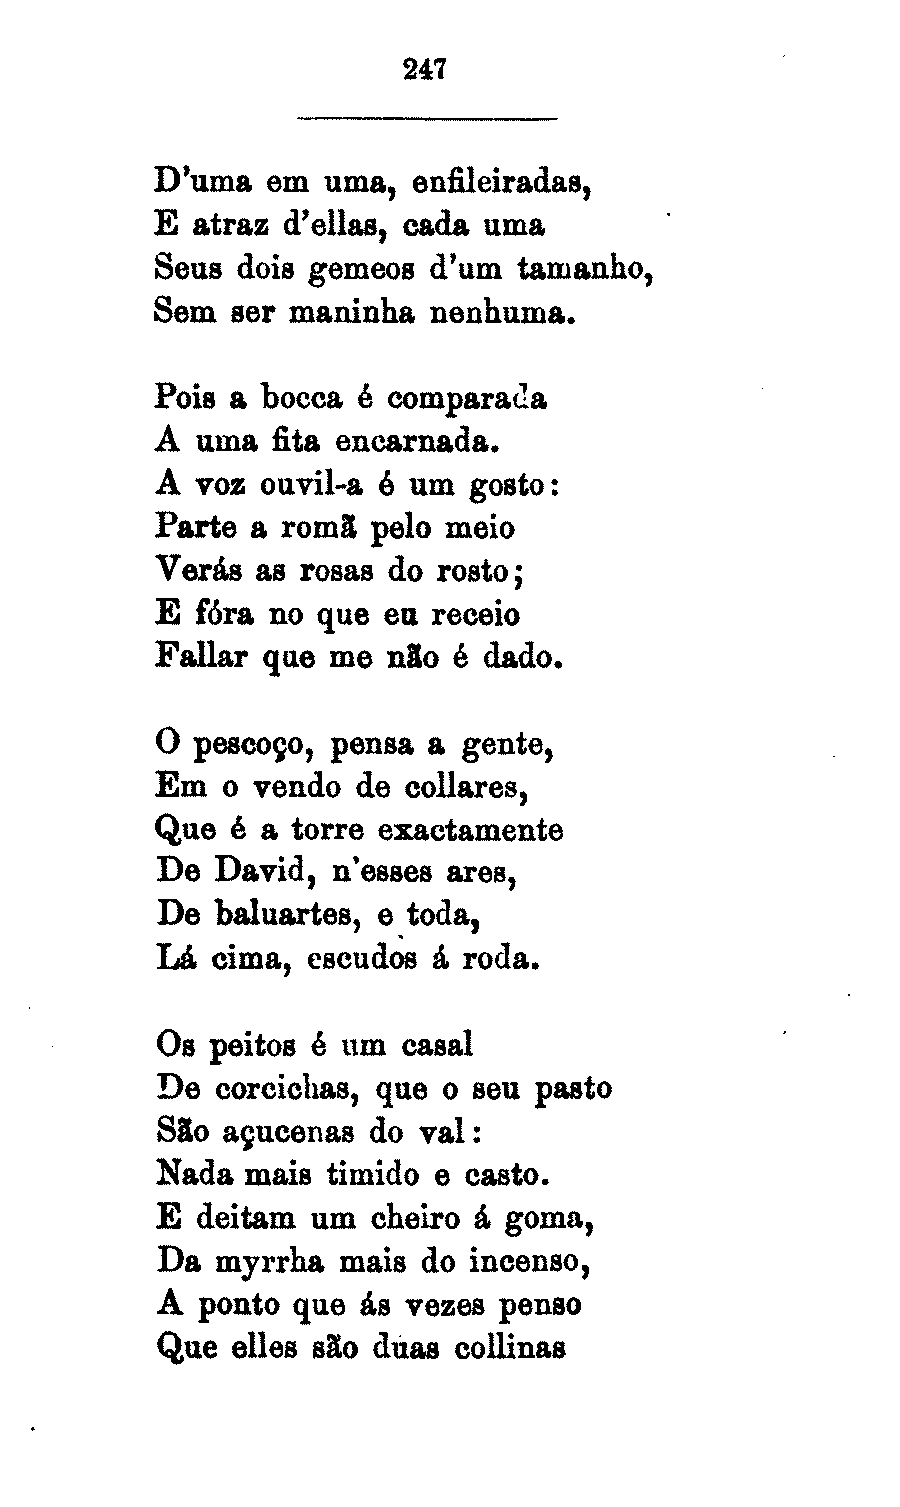 247
D'uma em uma, enfileiradas,
E atraz d'ellas, cada uma
Seus dois gemeos d'um tamanho,
Sem ser maninha nenhuma.
Pois a bocca é comparada
A uma fita encarnada.
A voz ouvil-a é um gosto:
Parte a romã pelo meio
Verás as rosas do rosto;
E fóra no que eu receio
Fallar que me não é dado.
O pescoço, pensa a gente,
Em o vendo de collares,
Que é a torre exactamente
De David, n'esses ares,
De baluartes, e toda,
Lá cima, escudos á roda.
Os peitos é um casal
De corcichas, que o seu pasto
São açucenas do val:
Nada mais timido e casto.
E deitam um cheiro á goma,
Da myrrha mais do incenso,
A ponto que ás vezes penso
Que elles são duas collinas